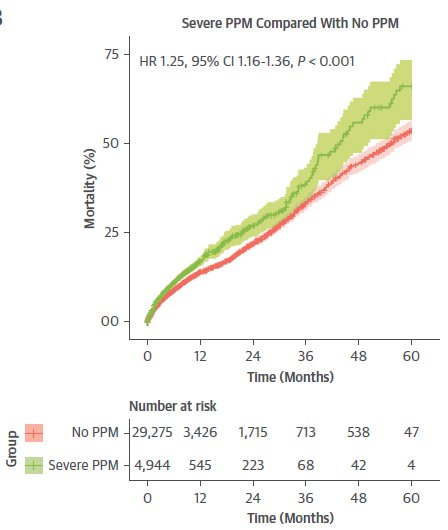 Severe PPM Compared With No PPM
HR 1.25, 95% CI 1.16-1.36, P < 0.001
75
50
25
00
Mortality (%)
0 12 24 36 48 60
Time (Months)
Number at risk
Group
No PPM 29,275 3,426 1,715 713 538 47
Severe PPM 4,944 545 223 68 42 4
0 12 24 36 48 60
Time (Months)